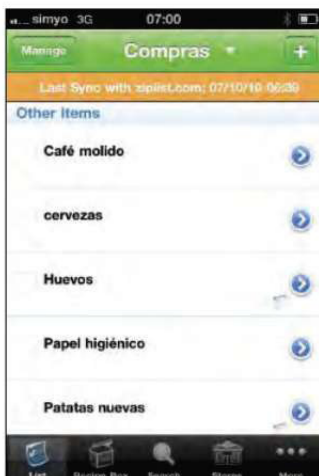 simyo 3G 07:00
Manage Compras +
Last Sync with ziplist.com: 07/10/10 06:39
Other Items
Café molido
cervezas
Huevos
Papel higiénico
Patatas nuevas
List Recipe Box Search Stores More